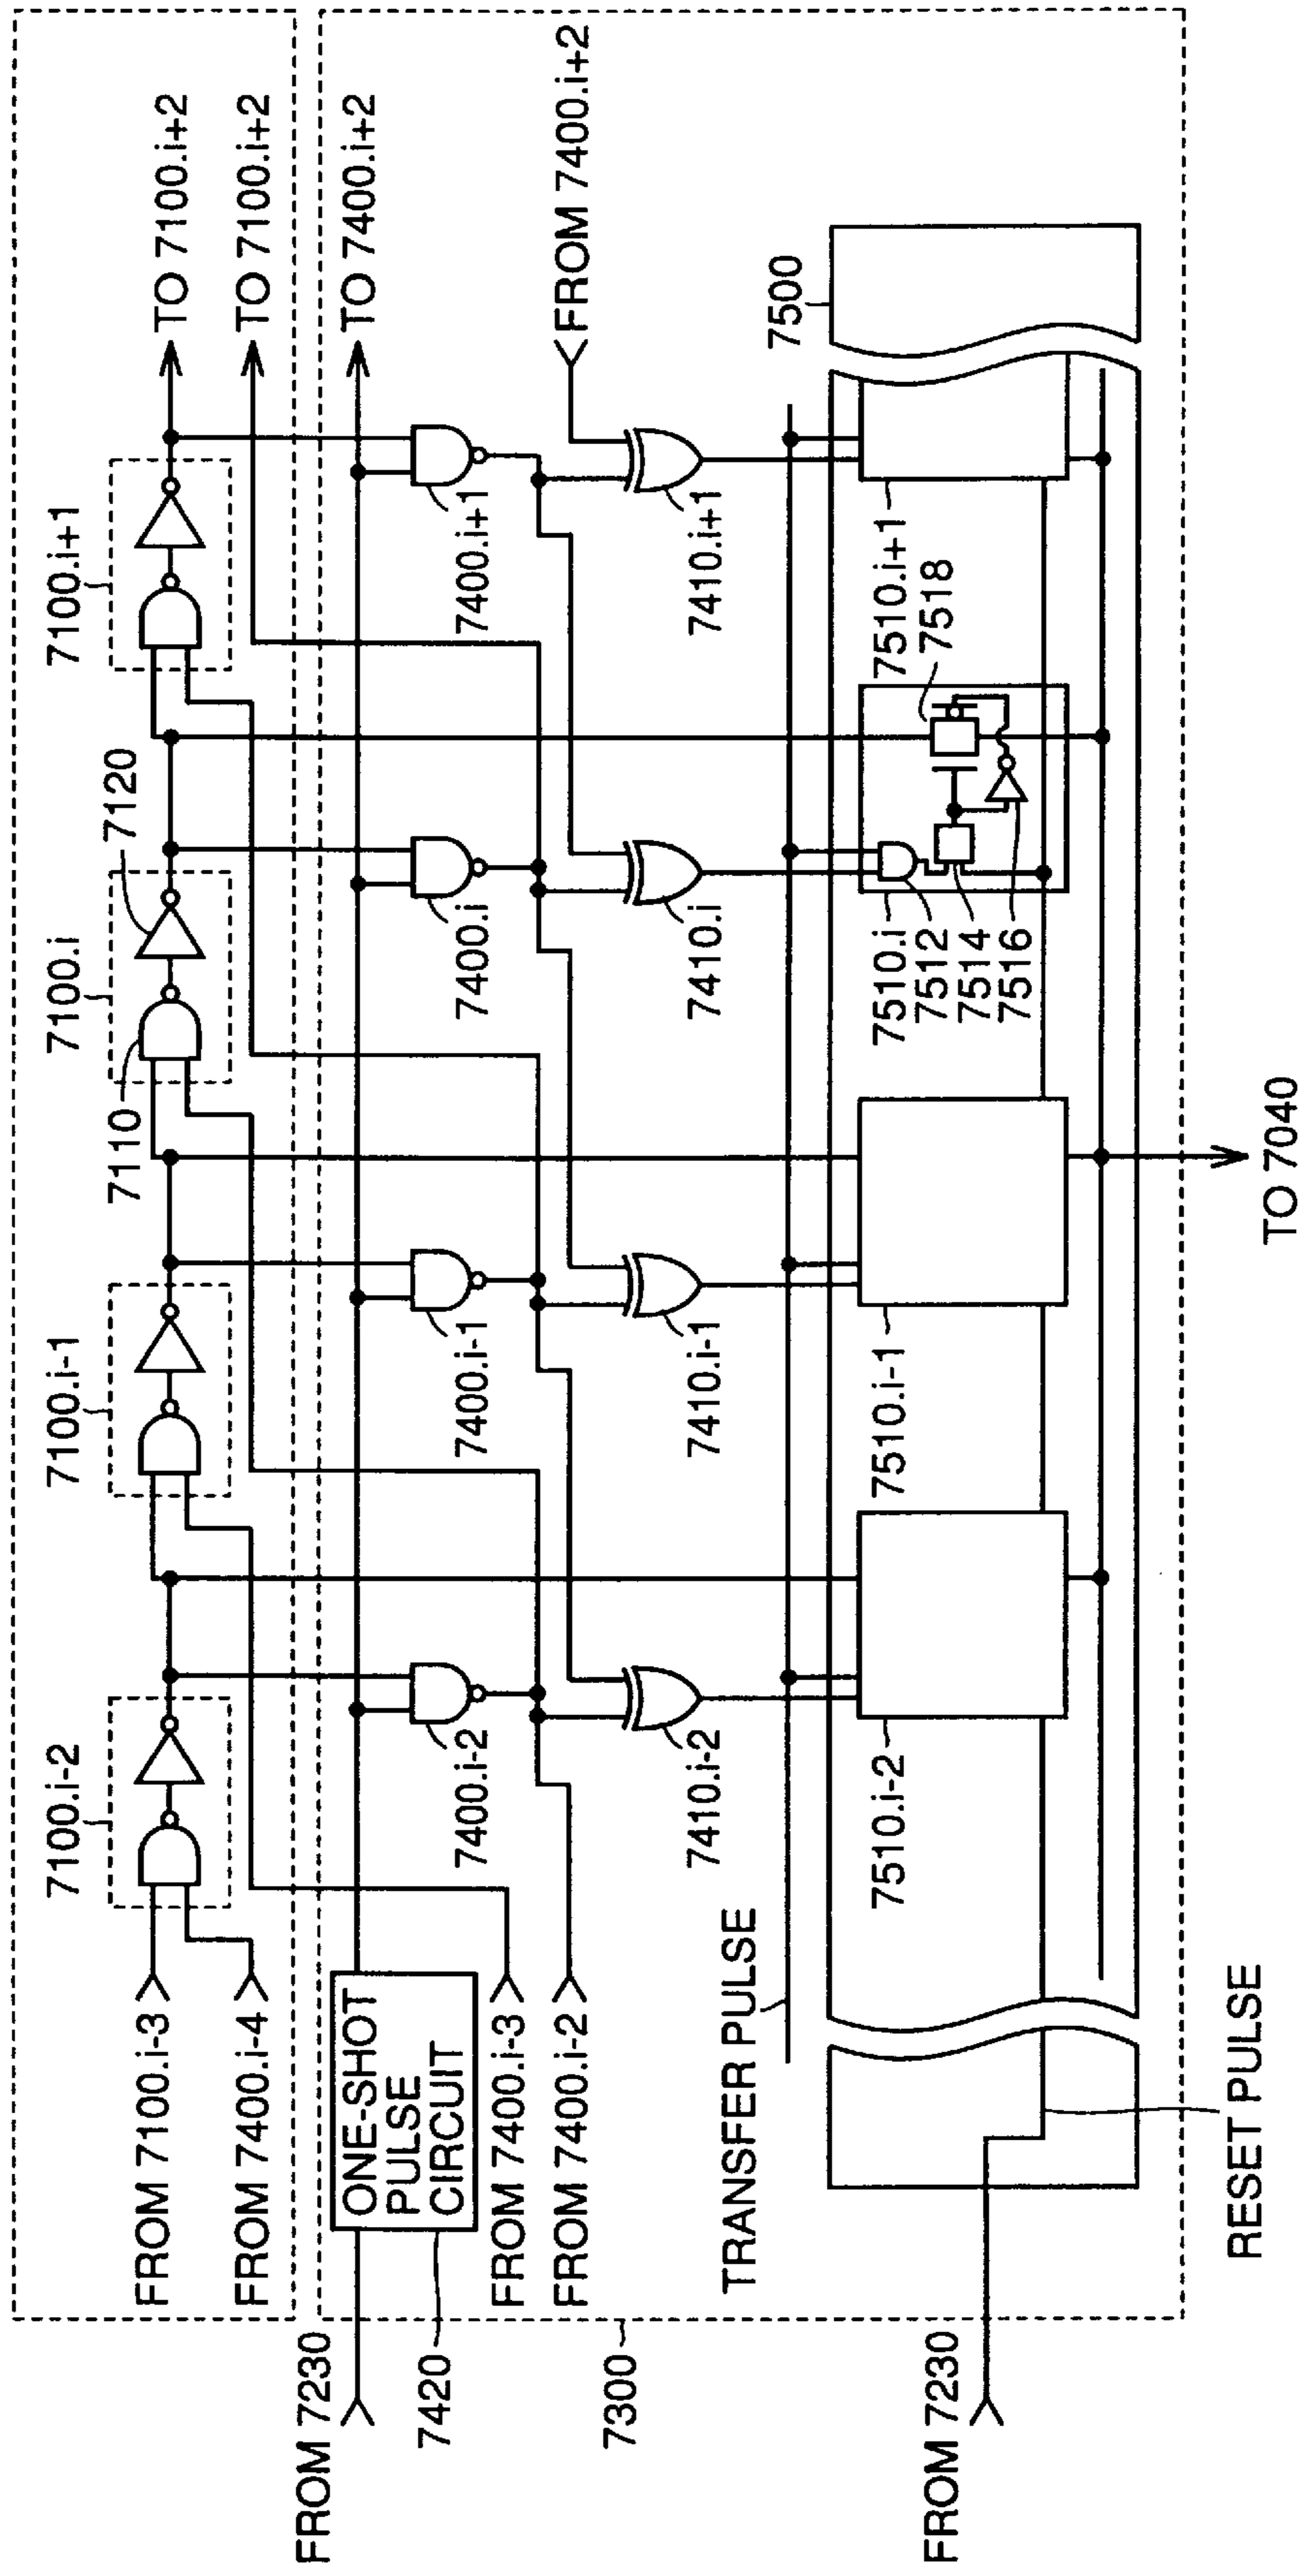 7100.i-2
7100.i-1
7100.i
7100.i+1
7110
7120
FROM 7100.i-3
TO 7100.i+2
FROM 7400.i-4
TO 7100.i+2
FROM 7230
ONE-SHOT
PULSE
CIRCUIT
TO 7400.i+2
7420
7400.i-2
7400.i-1
7400.i
7400.i+1
FROM 7400.i-3
FROM 7400.i-2
FROM 7400.i+2
7300
7410.i-2
7410.i-1
7410.i
7410.i+1
TRANSFER PULSE
7500
7510.i-2
7510.i-1
7510.i
7512
7514
7516
7510.i+1
7518
FROM 7230
RESET PULSE
TO 7040